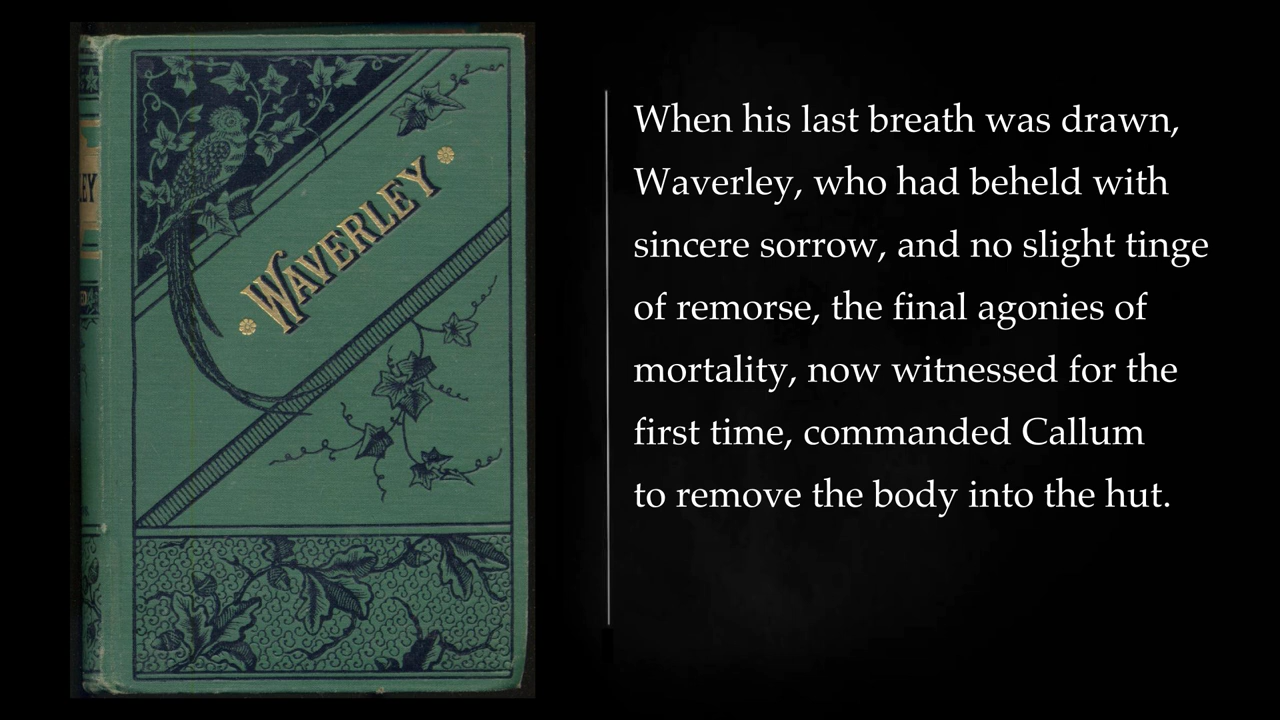 WAVERLEY
EY
When his last breath was drawn,
Waverley, who had beheld with
sincere sorrow, and no slight tinge
of remorse, the final agonies of
mortality, now witnessed for the
first time, commanded Callum
to remove the body into the hut.